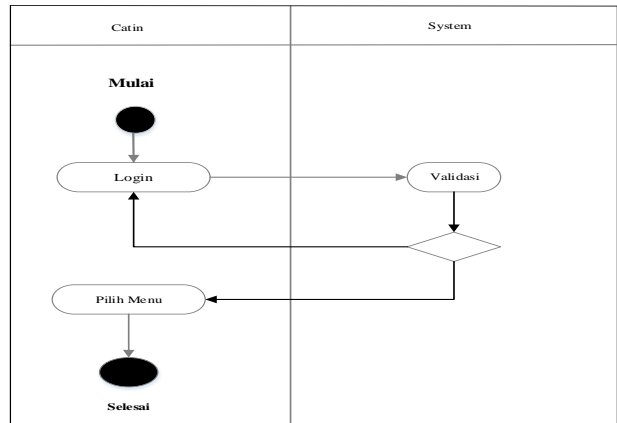 Catin
System
Mulai
Login
Validasi
Pilih Menu
Selesai